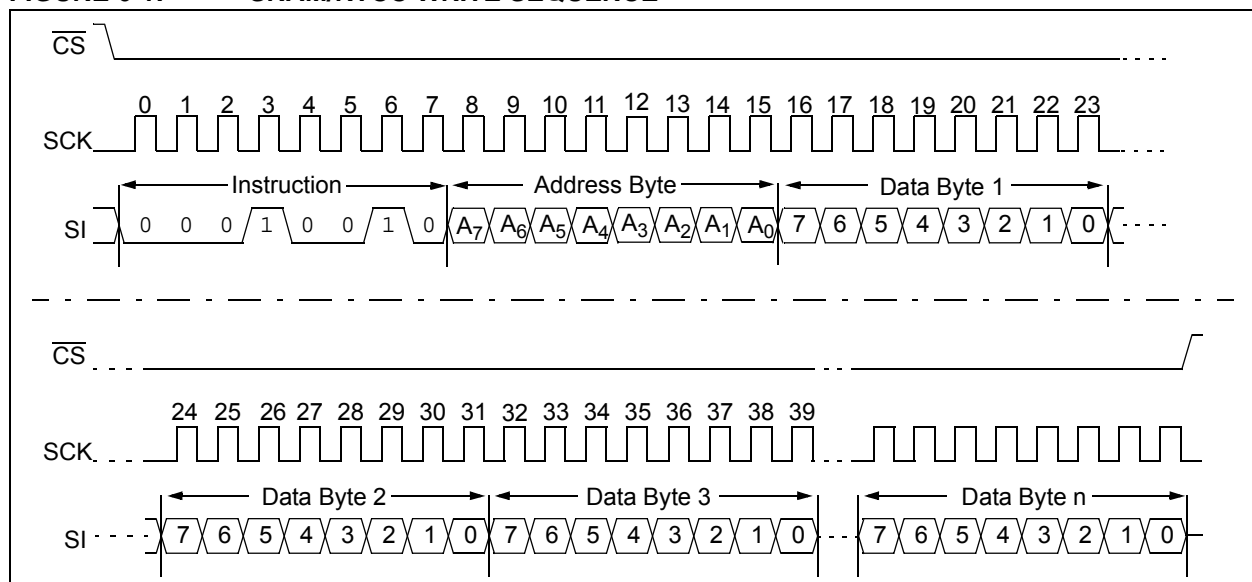 CS
0 1 2 3 4 5 6 7 8 9 10 11 12 13 14 15 16 17 18 19 20 21 22 23
SCK
Instruction Address Byte Data Byte 1
SI 0 0 0 1 0 0 1 0 A7 A6 A5 A4 A3 A2 A1 A0 7 6 5 4 3 2 1 0
CS
24 25 26 27 28 29 30 31 32 33 34 35 36 37 38 39
SCK
Data Byte 2 Data Byte 3 Data Byte n
SI 7 6 5 4 3 2 1 0 7 6 5 4 3 2 1 0 7 6 5 4 3 2 1 0